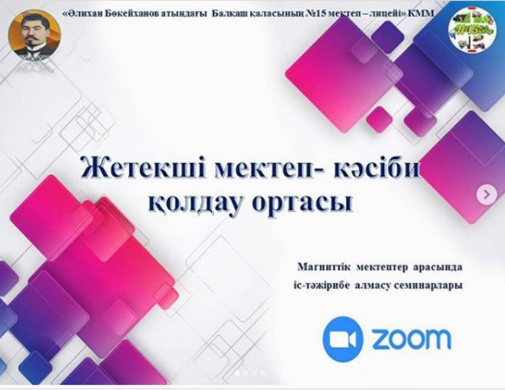 «Әлихан Бөкейханов атындағы Балқаш қаласының №15 мектеп – лицейі» КММ
Жетекші мектеп- кәсіби
қолдау ортасы
Магниттік мектептер арасында
іс-тәжірибе алмасу семинарлары
zoom